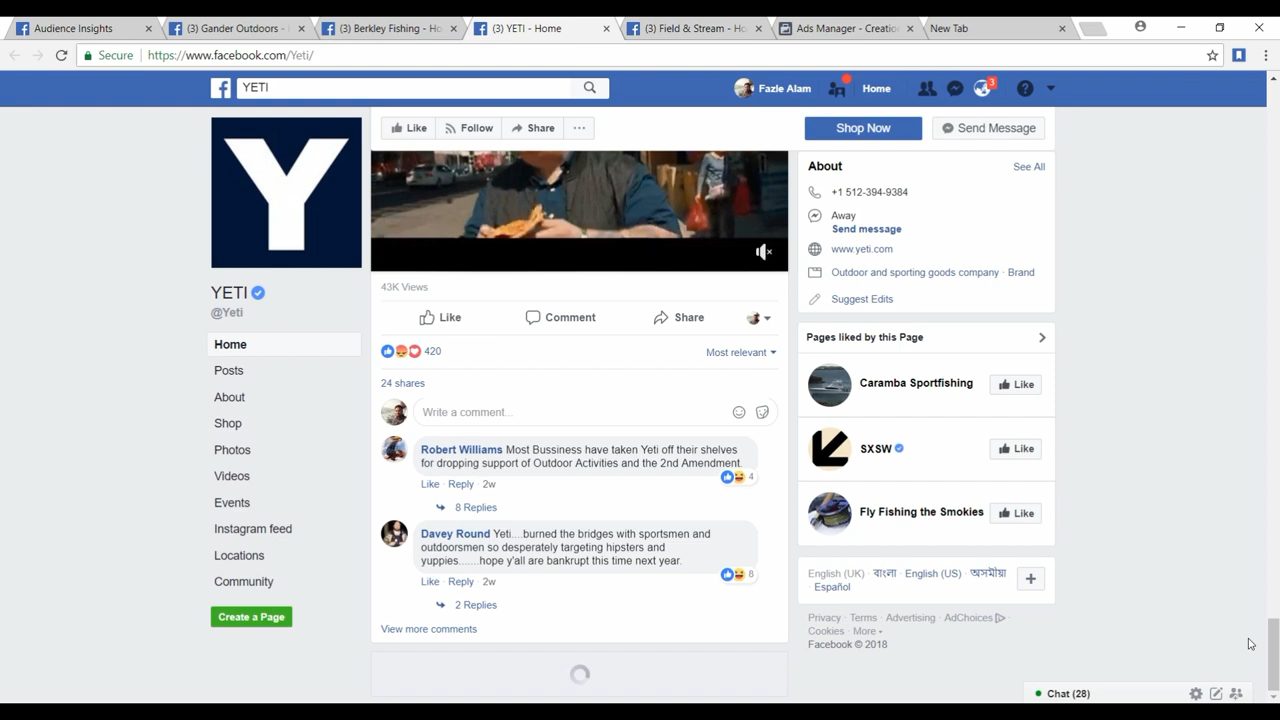 Audience Insights
(3) Gander Outdoors -
(3) Berkley Fishing - Ho
(3) YETI - Home
(3) Field & Stream - Ho
Ads Manager - Creation
New Tab
Secure
https://www.facebook.com/Yeti/
YETI
Fazle Alam
Home
3
Like
Follow
Share
Shop Now
Send Message
Y
YETI
@Yeti
Home
Posts
About
Shop
Photos
Videos
Events
Instagram feed
Locations
Community
Create a Page
43K Views
Like
Comment
Share
420
Most relevant
24 shares
Write a comment...
Robert Williams Most Bussiness have taken Yeti off their shelves
for dropping support of Outdoor Activities and the 2nd Amendment.
4
Like · Reply · 2w
8 Replies
Davey Round Yeti....burned the bridges with sportsmen and
outdoorsmen so desperately targeting hipsters and
yuppies.......hope y'all are bankrupt this time next year.
8
Like · Reply · 2w
2 Replies
View more comments
About
See All
+1 512-394-9384
Away
Send message
www.yeti.com
Outdoor and sporting goods company · Brand
Suggest Edits
Pages liked by this Page
Caramba Sportfishing
Like
SXSW
Like
Fly Fishing the Smokies
Like
English (UK) · বাংলা · English (US) · অসমীয়া
· Español
Privacy · Terms · Advertising · AdChoices ·
Cookies · More
Facebook © 2018
Chat (28)